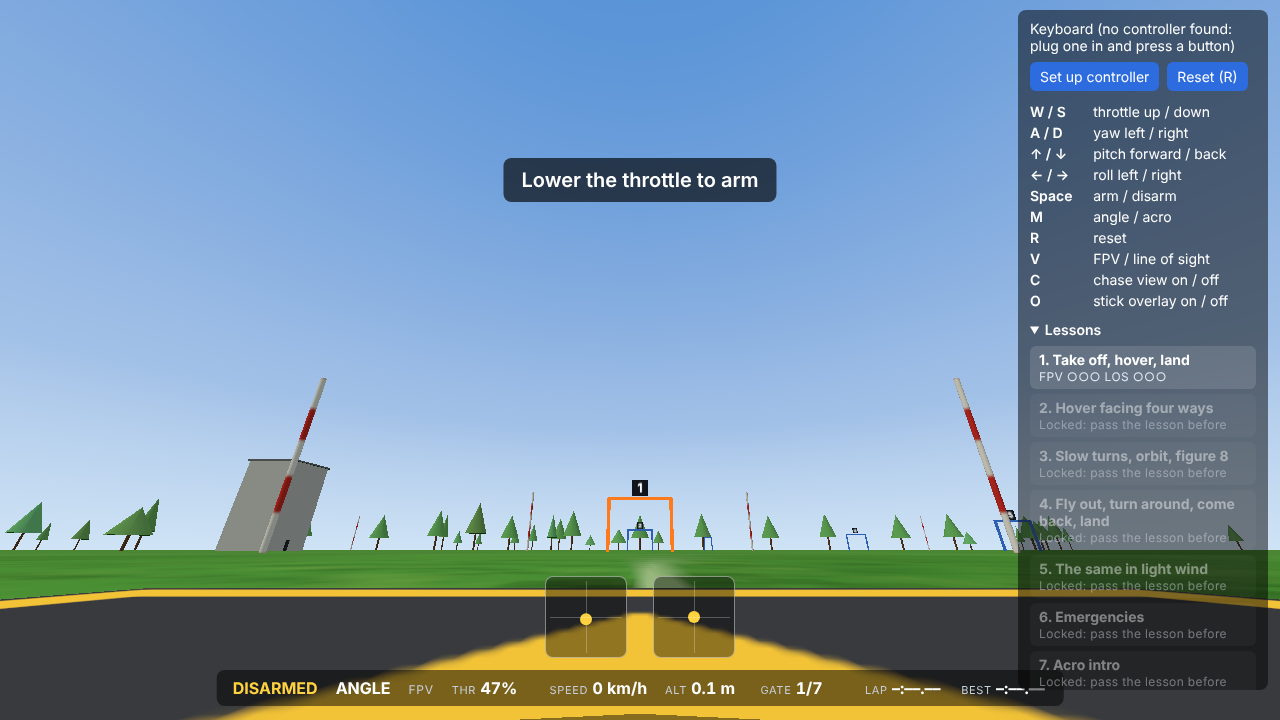 Keyboard (no controller found:
plug one in and press a button)
Set up controller
Reset (R)
W / S throttle up / down
A / D yaw left / right
↑ / ↓ pitch forward / back
← / → roll left / right
Space arm / disarm
M angle / acro
R reset
V FPV / line of sight
C chase view on / off
O stick overlay on / off
▼ Lessons
1. Take off, hover, land
FPV ○○○ LOS ○○○
2. Hover facing four ways
Locked: pass the lesson before
3. Slow turns, orbit, figure 8
Locked: pass the lesson before
4. Fly out, turn around, come
back, land
Locked: pass the lesson before
5. The same in light wind
Locked: pass the lesson before
6. Emergencies
Locked: pass the lesson before
7. Acro intro
Locked: pass the lesson before
Lower the throttle to arm
1
DISARMED ANGLE FPV THR 47% SPEED 0 km/h ALT 0.1 m GATE 1/7 LAP –:––.–– BEST –:––.––